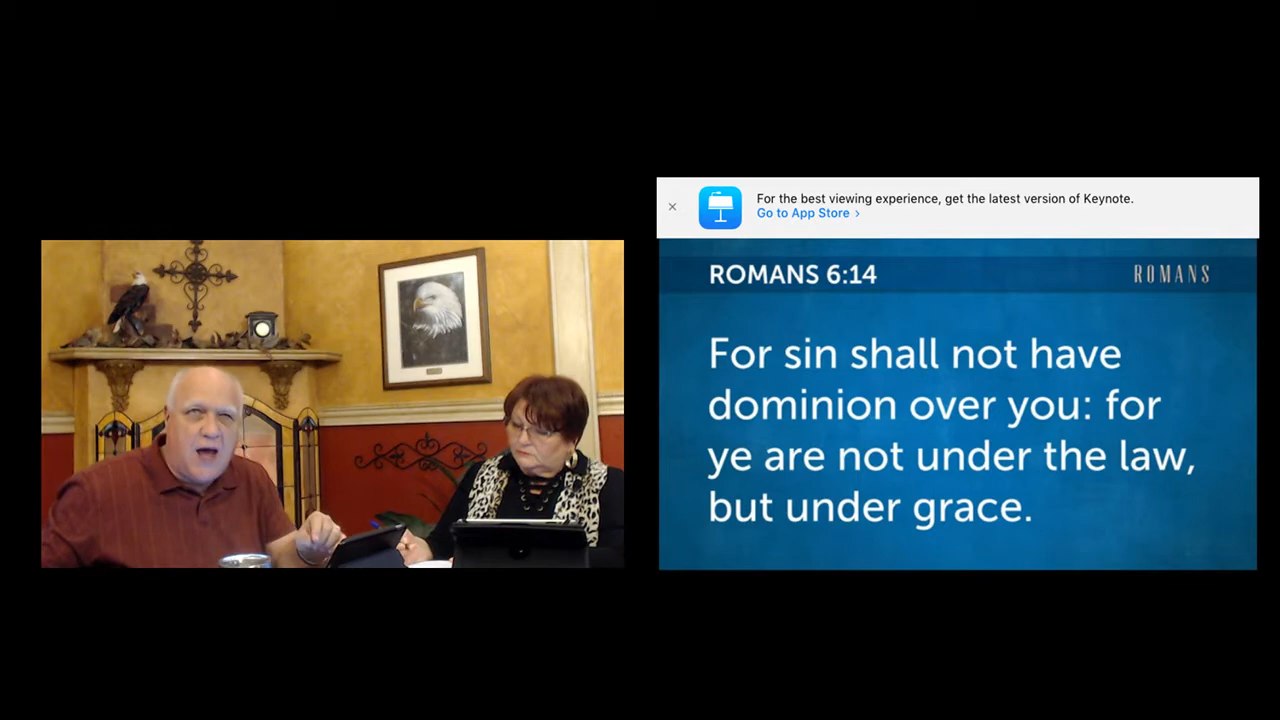 For the best viewing experience, get the latest version of Keynote.
Go to App Store >
ROMANS 6:14
ROMANS
For sin shall not have
dominion over you: for
ye are not under the law,
but under grace.